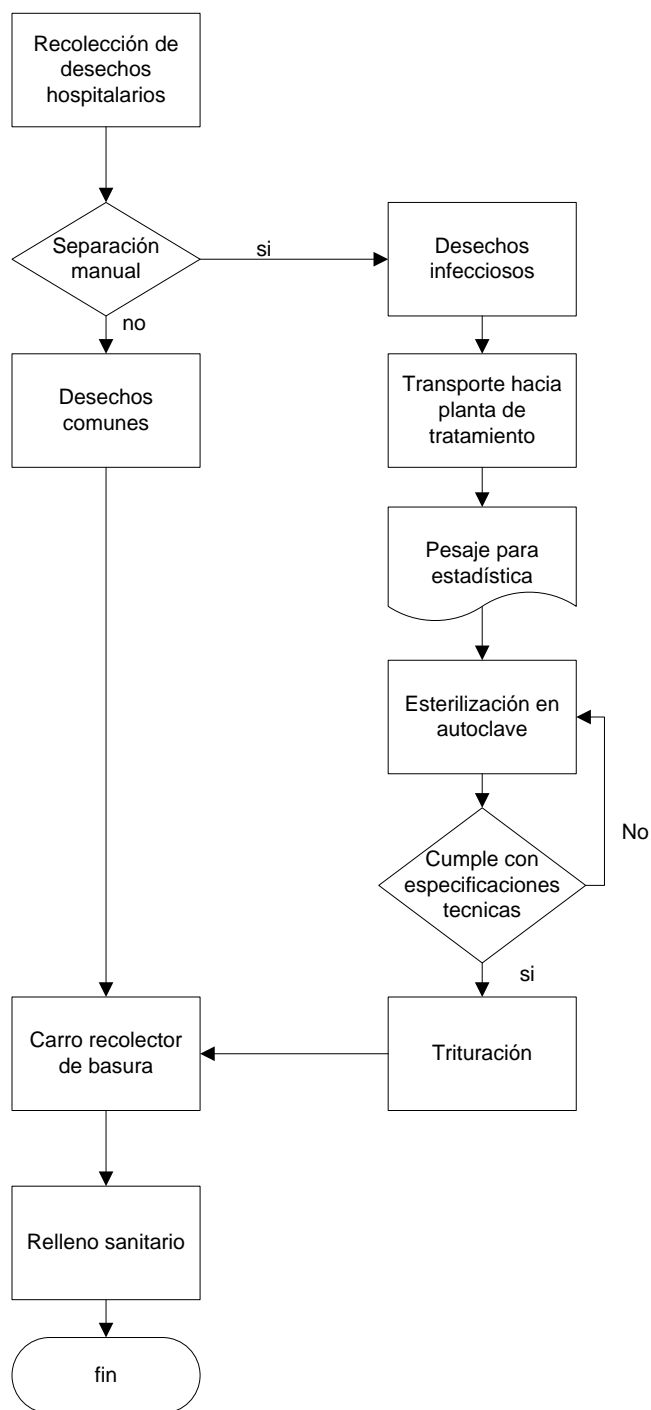 Recolección de
desechos
hospitalarios
Separación
manual
si
no
Desechos
infecciosos
Desechos
comunes
Transporte hacia
planta de
tratamiento
Pesaje para
estadística
Esterilización en
autoclave
No
Cumple con
especificaciones
tecnicas
si
Carro recolector
de basura
Trituración
Relleno sanitario
fin